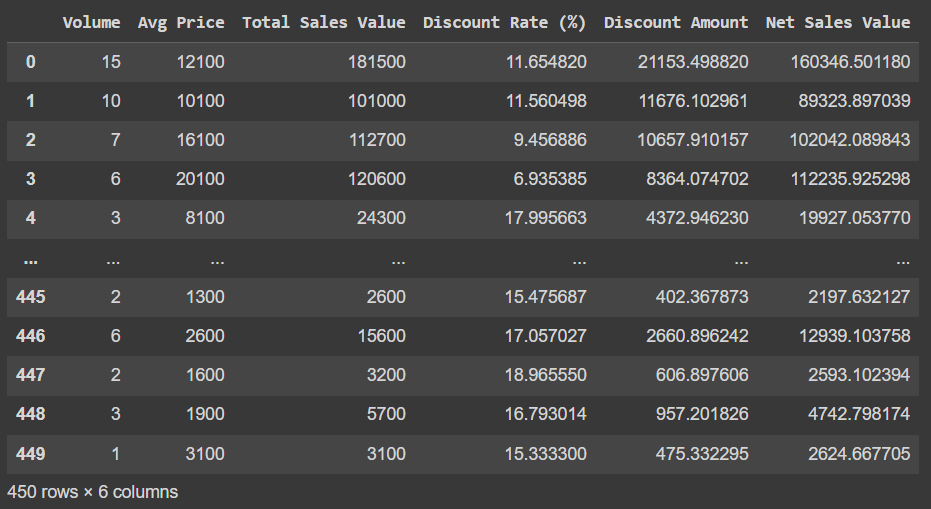 Volume Avg Price Total Sales Value Discount Rate (%) Discount Amount Net Sales Value
0 15 12100 181500 11.654820 21153.498820 160346.501180
1 10 10100 101000 11.560498 11676.102961 89323.897039
2 7 16100 112700 9.456886 10657.910157 102042.089843
3 6 20100 120600 6.935385 8364.074702 112235.925298
4 3 8100 24300 17.995663 4372.946230 19927.053770
... ... ... ... ... ... ...
445 2 1300 2600 15.475687 402.367873 2197.632127
446 6 2600 15600 17.057027 2660.896242 12939.103758
447 2 1600 3200 18.965550 606.897606 2593.102394
448 3 1900 5700 16.793014 957.201826 4742.798174
449 1 3100 3100 15.333300 475.332295 2624.667705
450 rows × 6 columns